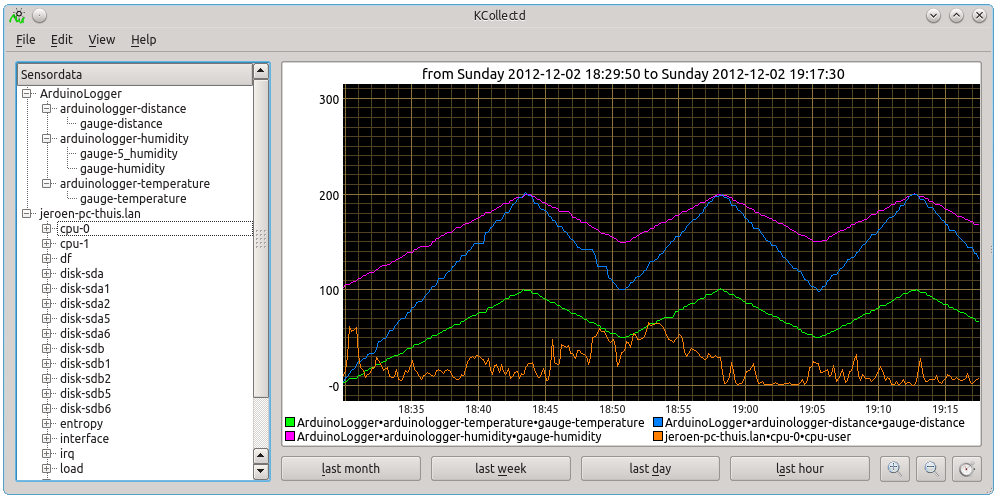 KCollectd
File Edit View Help
Sensordata
ArduinoLogger
arduinologger-distance
gauge-distance
arduinologger-humidity
gauge-5_humidity
gauge-humidity
arduinologger-temperature
gauge-temperature
jeroen-pc-thuis.lan
cpu-0
cpu-1
df
disk-sda
disk-sda1
disk-sda2
disk-sda5
disk-sda6
disk-sdb
disk-sdb1
disk-sdb2
disk-sdb5
disk-sdb6
entropy
interface
irq
load
from Sunday 2012-12-02 18:29:50 to Sunday 2012-12-02 19:17:30
300
200
100
-0
18:35 18:40 18:45 18:50 18:55 19:00 19:05 19:10 19:15
ArduinoLogger•arduinologger-temperature•gauge-temperature ArduinoLogger•arduinologger-distance•gauge-distance
ArduinoLogger•arduinologger-humidity•gauge-humidity jeroen-pc-thuis.lan•cpu-0•cpu-user
last month last week last day last hour